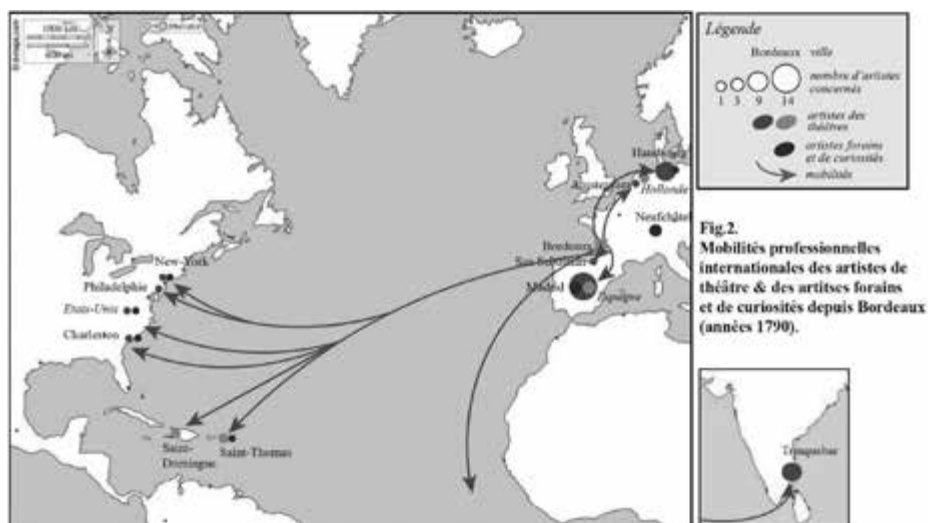 Légende
Bordeaux ville
nombre d'artistes
concernés
1 3 9 14
artistes des
théâtres
artistes forains
et de curiosités
mobilités
Hambourg
Amsterdam
Hollande
Neufchâtel
Bordeaux
San Sebastian
Madrid
Espagne
New-York
Philadelphie
Etats-Unis
Charleston
Saint-
Domingue
Saint-Thomas
Fig.2.
Mobilités professionnelles
internationales des artistes de
théâtre & des artitses forains
et de curiosités depuis Bordeaux
(années 1790).
Tranquebar